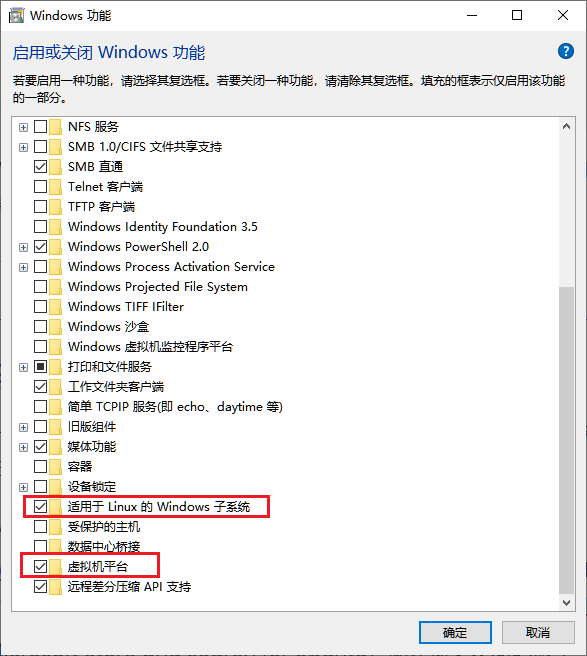 Windows 功能
启用或关闭 Windows 功能
若要启用一种功能，请选择其复选框。若要关闭一种功能，请清除其复选框。填充的框表示仅启用该功能
的一部分。
NFS 服务
SMB 1.0/CIFS 文件共享支持
SMB 直通
Telnet 客户端
TFTP 客户端
Windows Identity Foundation 3.5
Windows PowerShell 2.0
Windows Process Activation Service
Windows Projected File System
Windows TIFF IFilter
Windows 沙盒
Windows 虚拟机监控程序平台
打印和文件服务
工作文件夹客户端
简单 TCPIP 服务(即 echo、daytime 等)
旧版组件
媒体功能
容器
设备锁定
适用于 Linux 的 Windows 子系统
受保护的主机
数据中心桥接
虚拟机平台
远程差分压缩 API 支持
确定
取消